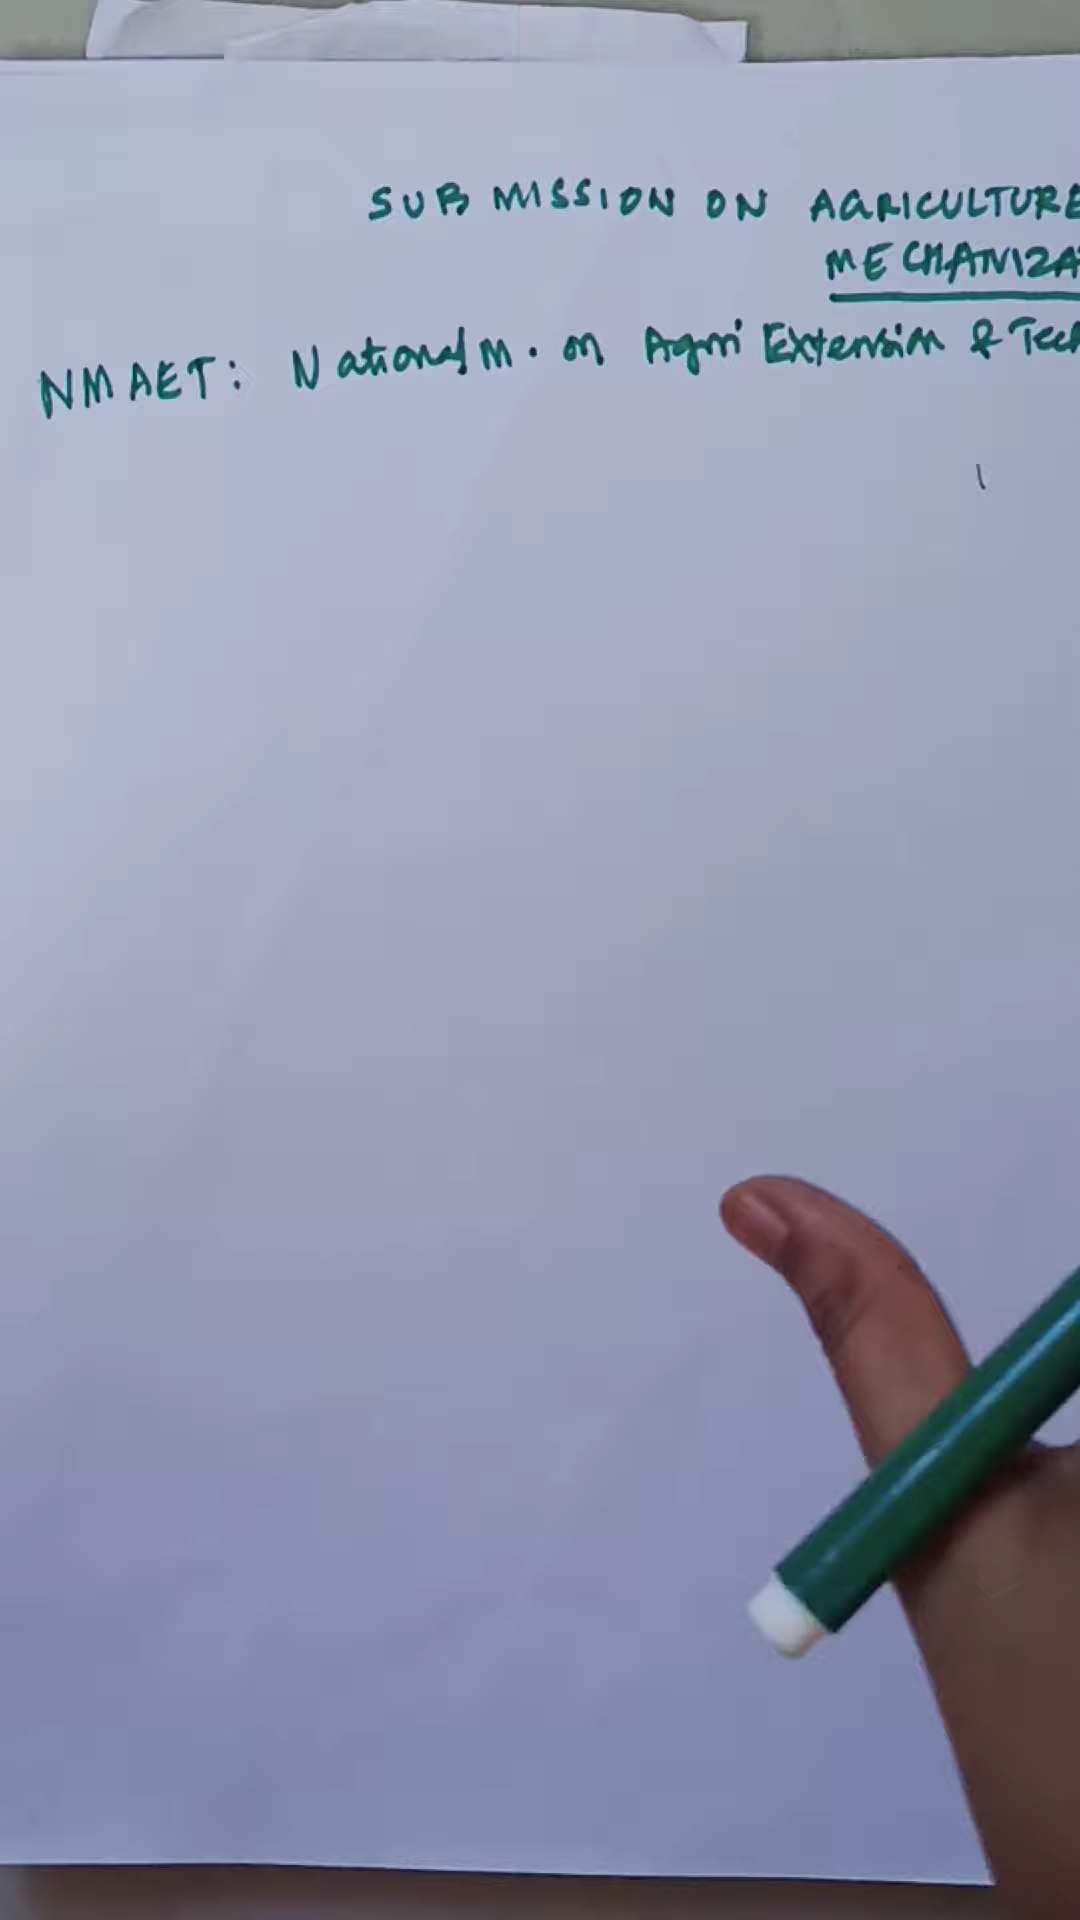 SUB MISSION ON AGRICULTURE
MECHANIZA
NMAET: National M. on Agri Extension & Tech